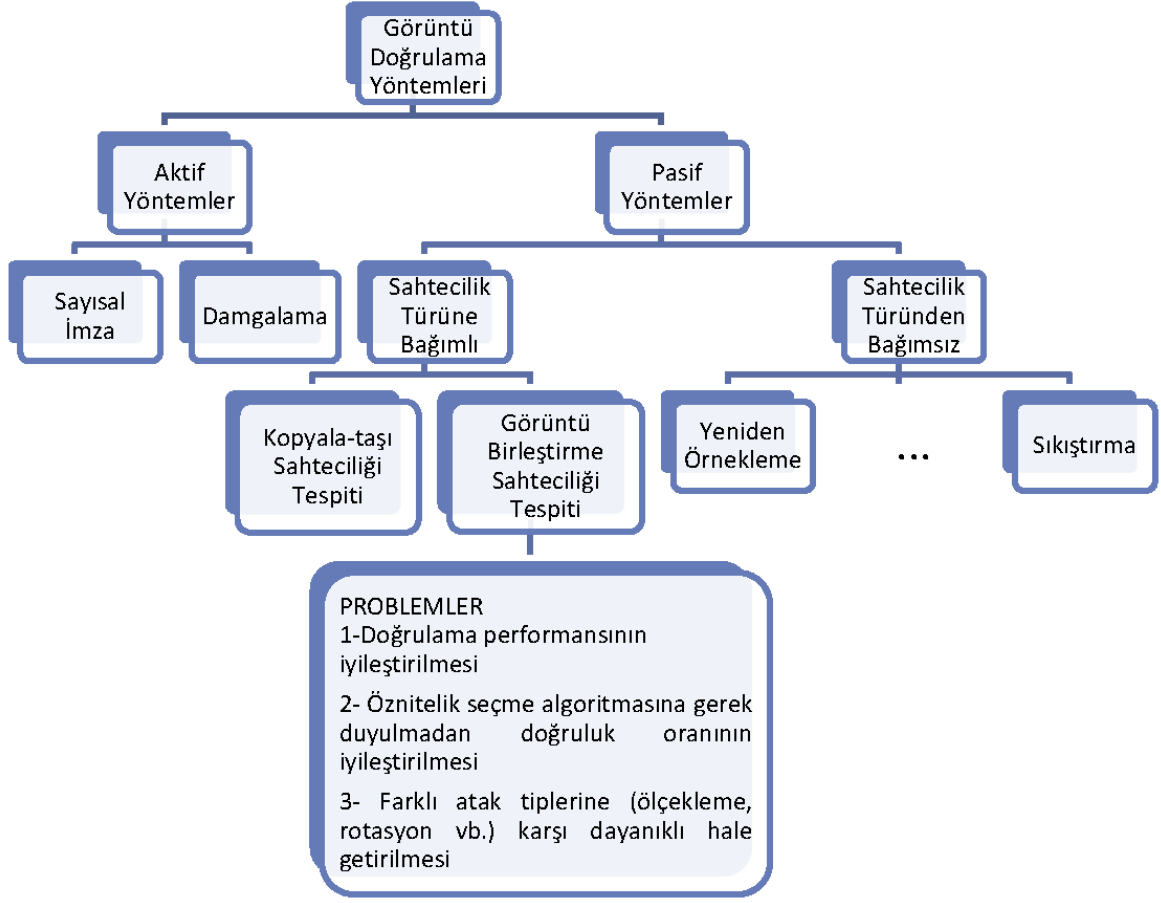 Görüntü
Doğrulama
Yöntemleri
Aktif
Yöntemler
Pasif
Yöntemler
Sayısal
İmza
Damgalama
Sahtecilik
Türüne
Bağımlı
Sahtecilik
Türünden
Bağımsız
Kopyala-taşı
Sahteciliği
Tespiti
Görüntü
Birleştirme
Sahteciliği
Tespiti
Yeniden
Örnekleme
...
Sıkıştırma
PROBLEMLER
1-Doğrulama performansının
iyileştirilmesi
2- Öznitelik seçme algoritmasına gerek
duyulmadan doğruluk oranının
iyileştirilmesi
3- Farklı atak tiplerine (ölçekleme,
rotasyon vb.) karşı dayanıklı hale
getirilmesi